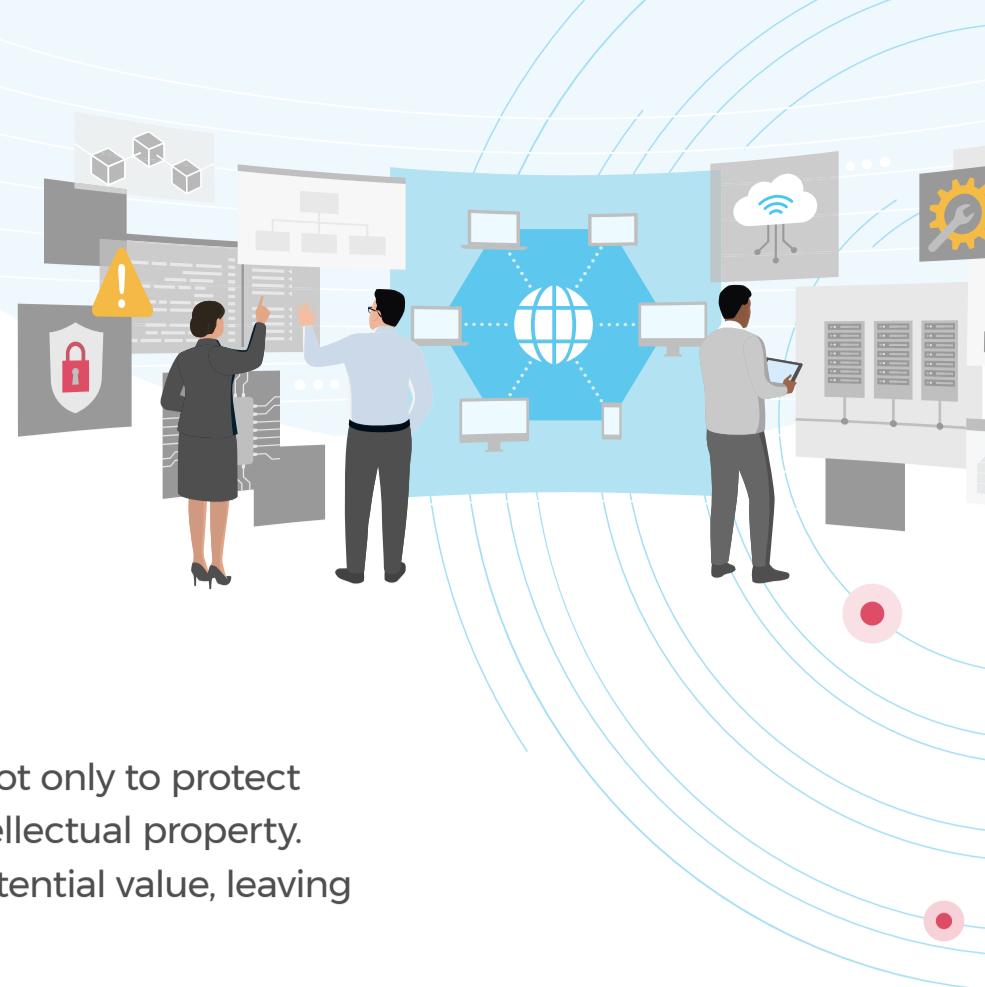 ot only to protect
ellectual property.
tential value, leaving